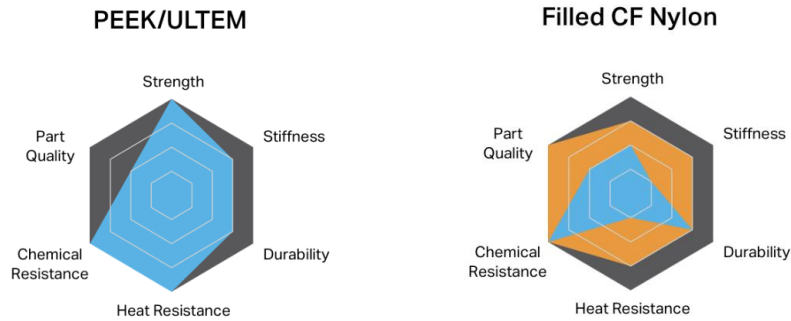 PEEK/ULTEM
Strength
Part
Quality
Stiffness
Chemical
Resistance
Durability
Heat Resistance
Filled CF Nylon
Strength
Part
Quality
Stiffness
Chemical
Resistance
Durability
Heat Resistance